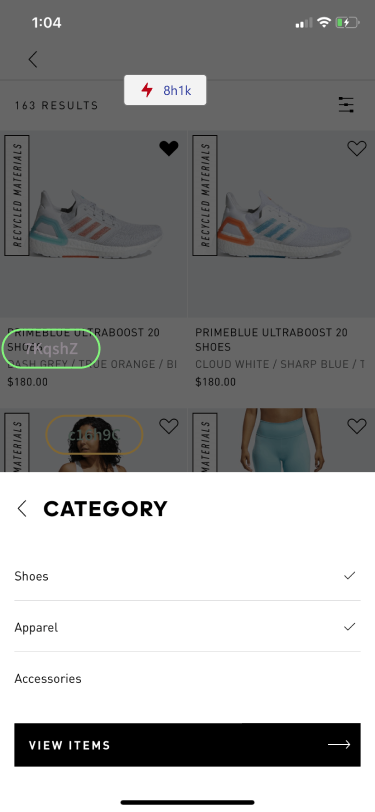 1:04
8h1k
163 RESULTS
RECYCLED MATERIALS
RECYCLED MATERIALS
PRIMEBLUE ULTRABOOST 20
SHOES
DASH GREY / TRUE ORANGE / BI
$180.00
PRIMEBLUE ULTRABOOST 20
SHOES
CLOUD WHITE / SHARP BLUE / T
$180.00
MATERIALS
MATERIALS
CATEGORY
Shoes
Apparel
Accessories
VIEW ITEMS